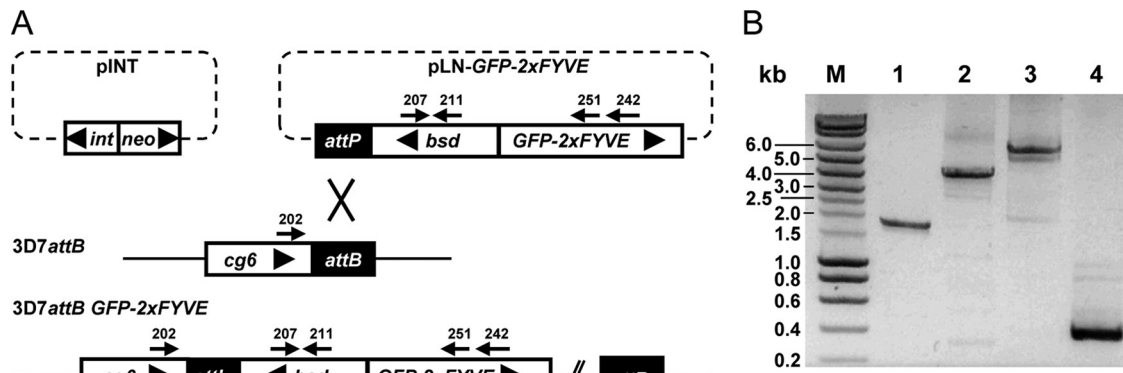 A
pINT
int neo
pLN-GFP-2xFYVE
207 211 251 242
attP bsd GFP-2xFYVE
202
3D7attB
cg6 attB
3D7attB GFP-2xFYVE
202 207 211 251 242
GFP-2xFYVE
B
kb M 1 2 3 4
6.0
5.0
4.0
3.0
2.5
2.0
1.5
1.0
0.8
0.6
0.4
0.2